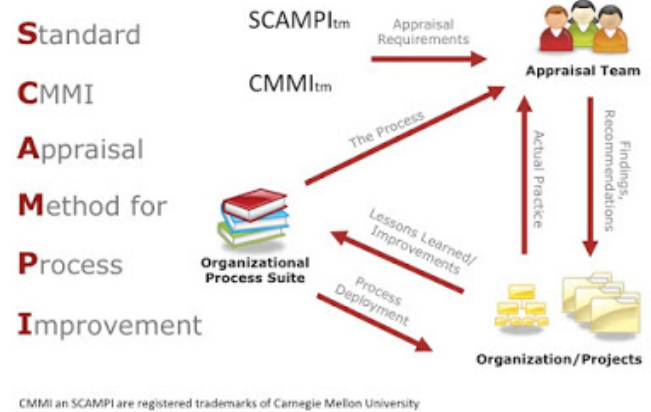 Standard
CMMI
Appraisal
Method for
Process
Improvement
SCAMPItm
CMMItm
Appraisal
Requirements
Appraisal Team
The Process
Actual Practice
Findings,
Recommendations
Lessons Learned/
Improvements
Organizational
Process Suite
Process
Deployment
Organization/Projects
CMMI an SCAMPI are registered trademarks of Carnegie Mellon University